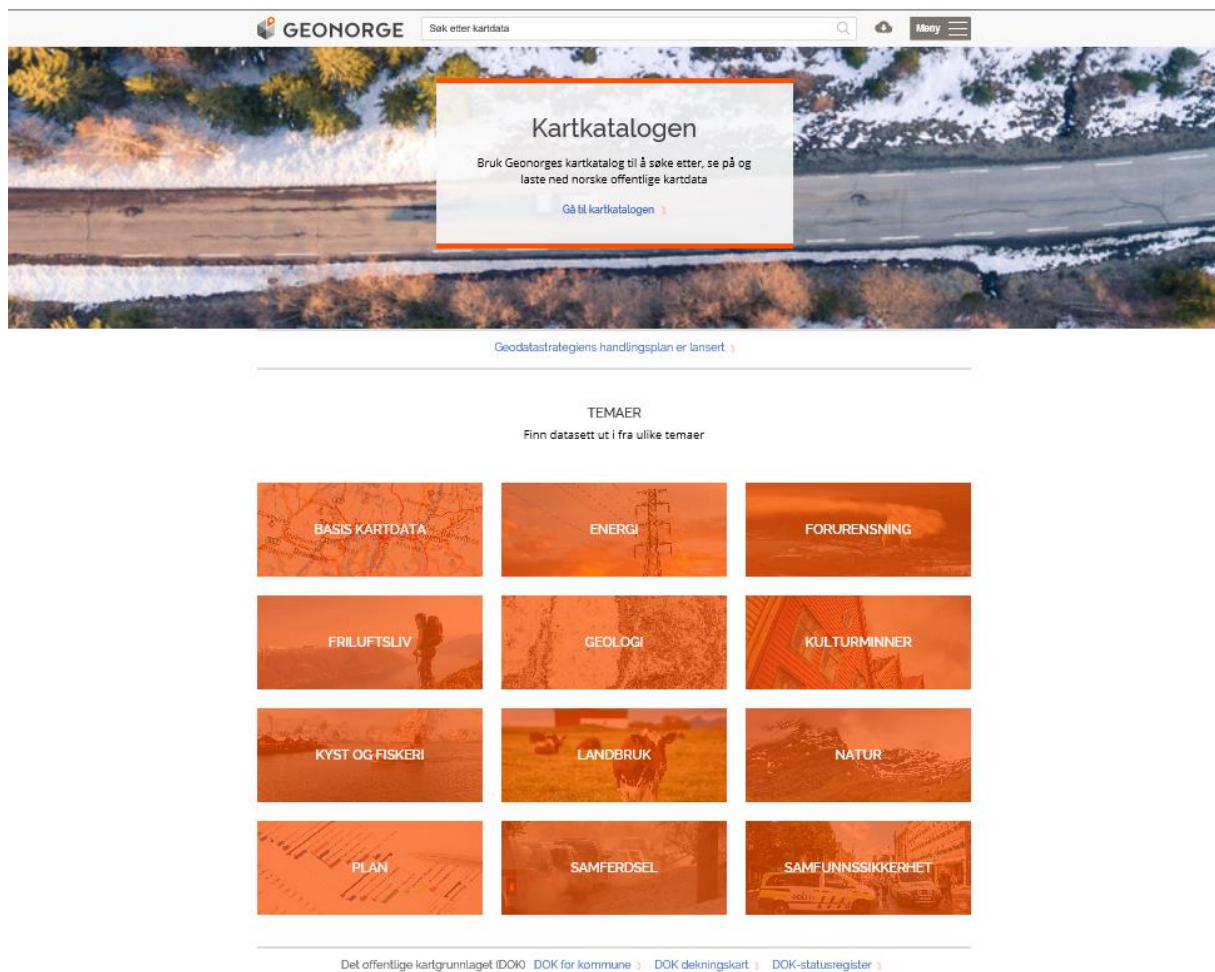 GEONORGE
Søk etter kartdata
Meny
Kartkatalogen
Bruk Geonorges kartkatalog til å søke etter, se på og
laste ned norske offentlige kartdata
Gå til kartkatalogen
Geodatastrategiens handlingsplan er lansert
TEMAER
Finn datasett ut i fra ulike temaer
BASIS KARTDATA
ENERGI
FORURENSNING
FRILUFTSLIV
GEOLOGI
KULTURMINNER
KYST OG FISKERI
LANDBRUK
NATUR
PLAN
SAMFERDSEL
SAMFUNNSSIKKERHET
POLITI
Det offentlige kartgrunnlaget (DOK) DOK for kommune DOK dekningskart DOK-statusregister